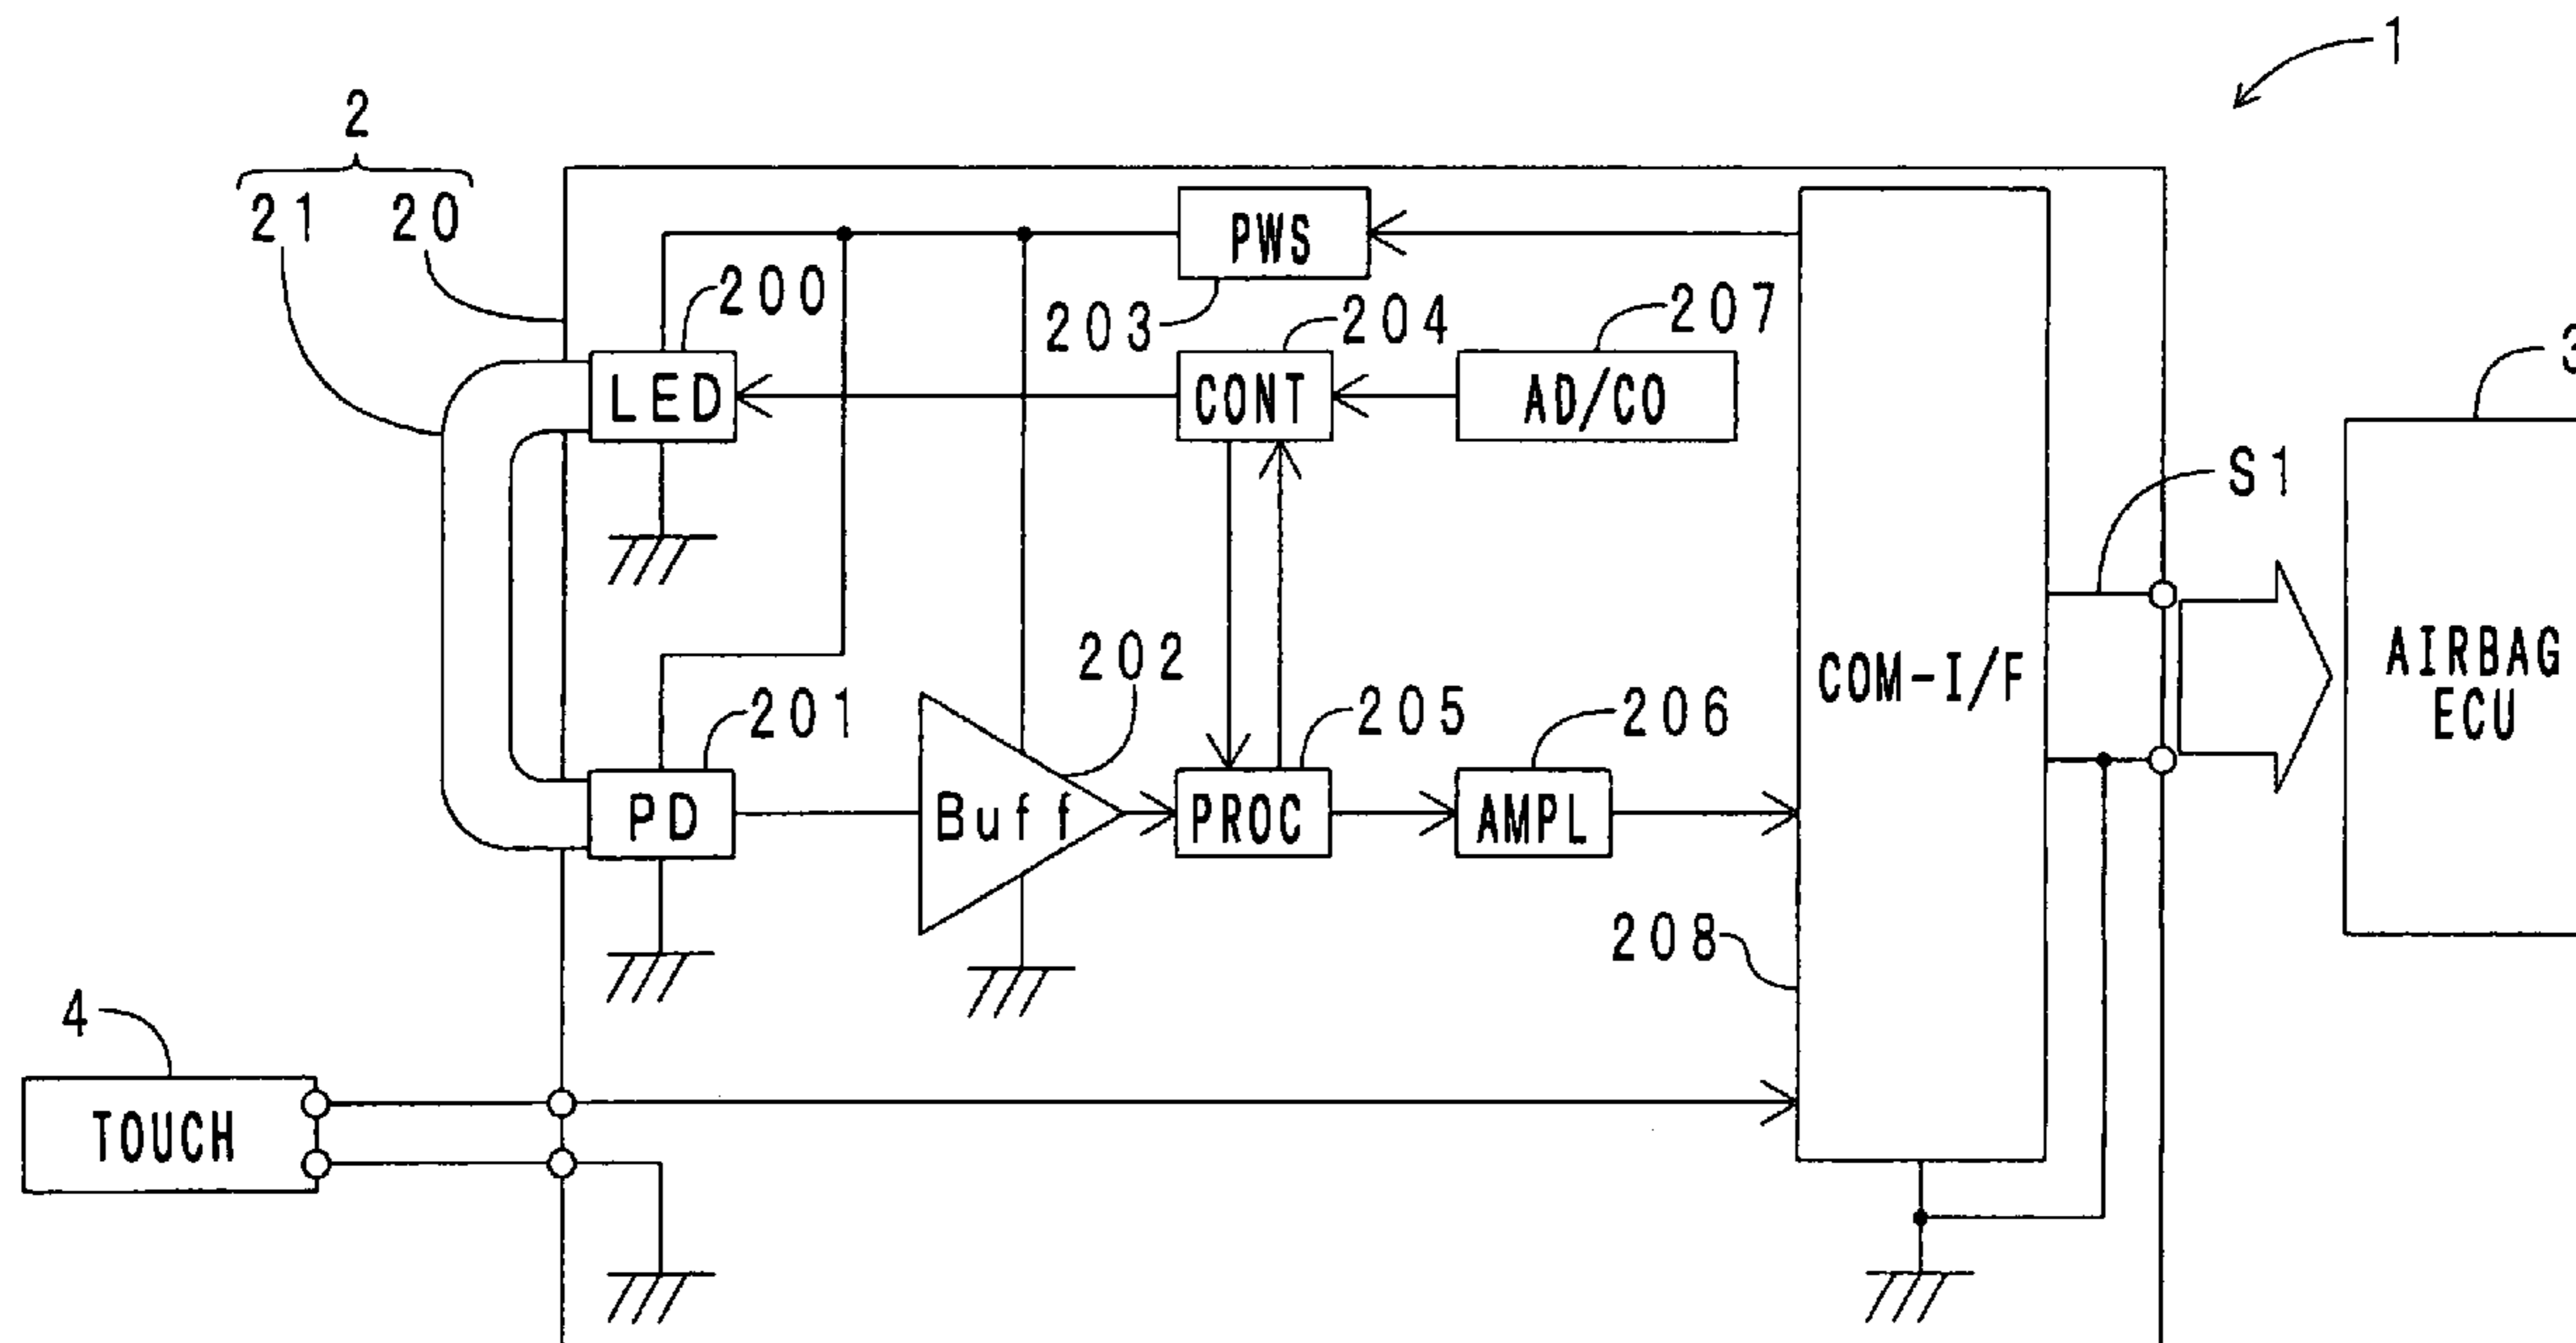 1
2
21 20
PWS
200
203
204
207
LED
CONT
AD/CO
3
S1
202
201
205
206
COM-I/F
AIRBAG
ECU
PD
Buff
PROC
AMPL
208
4
TOUCH